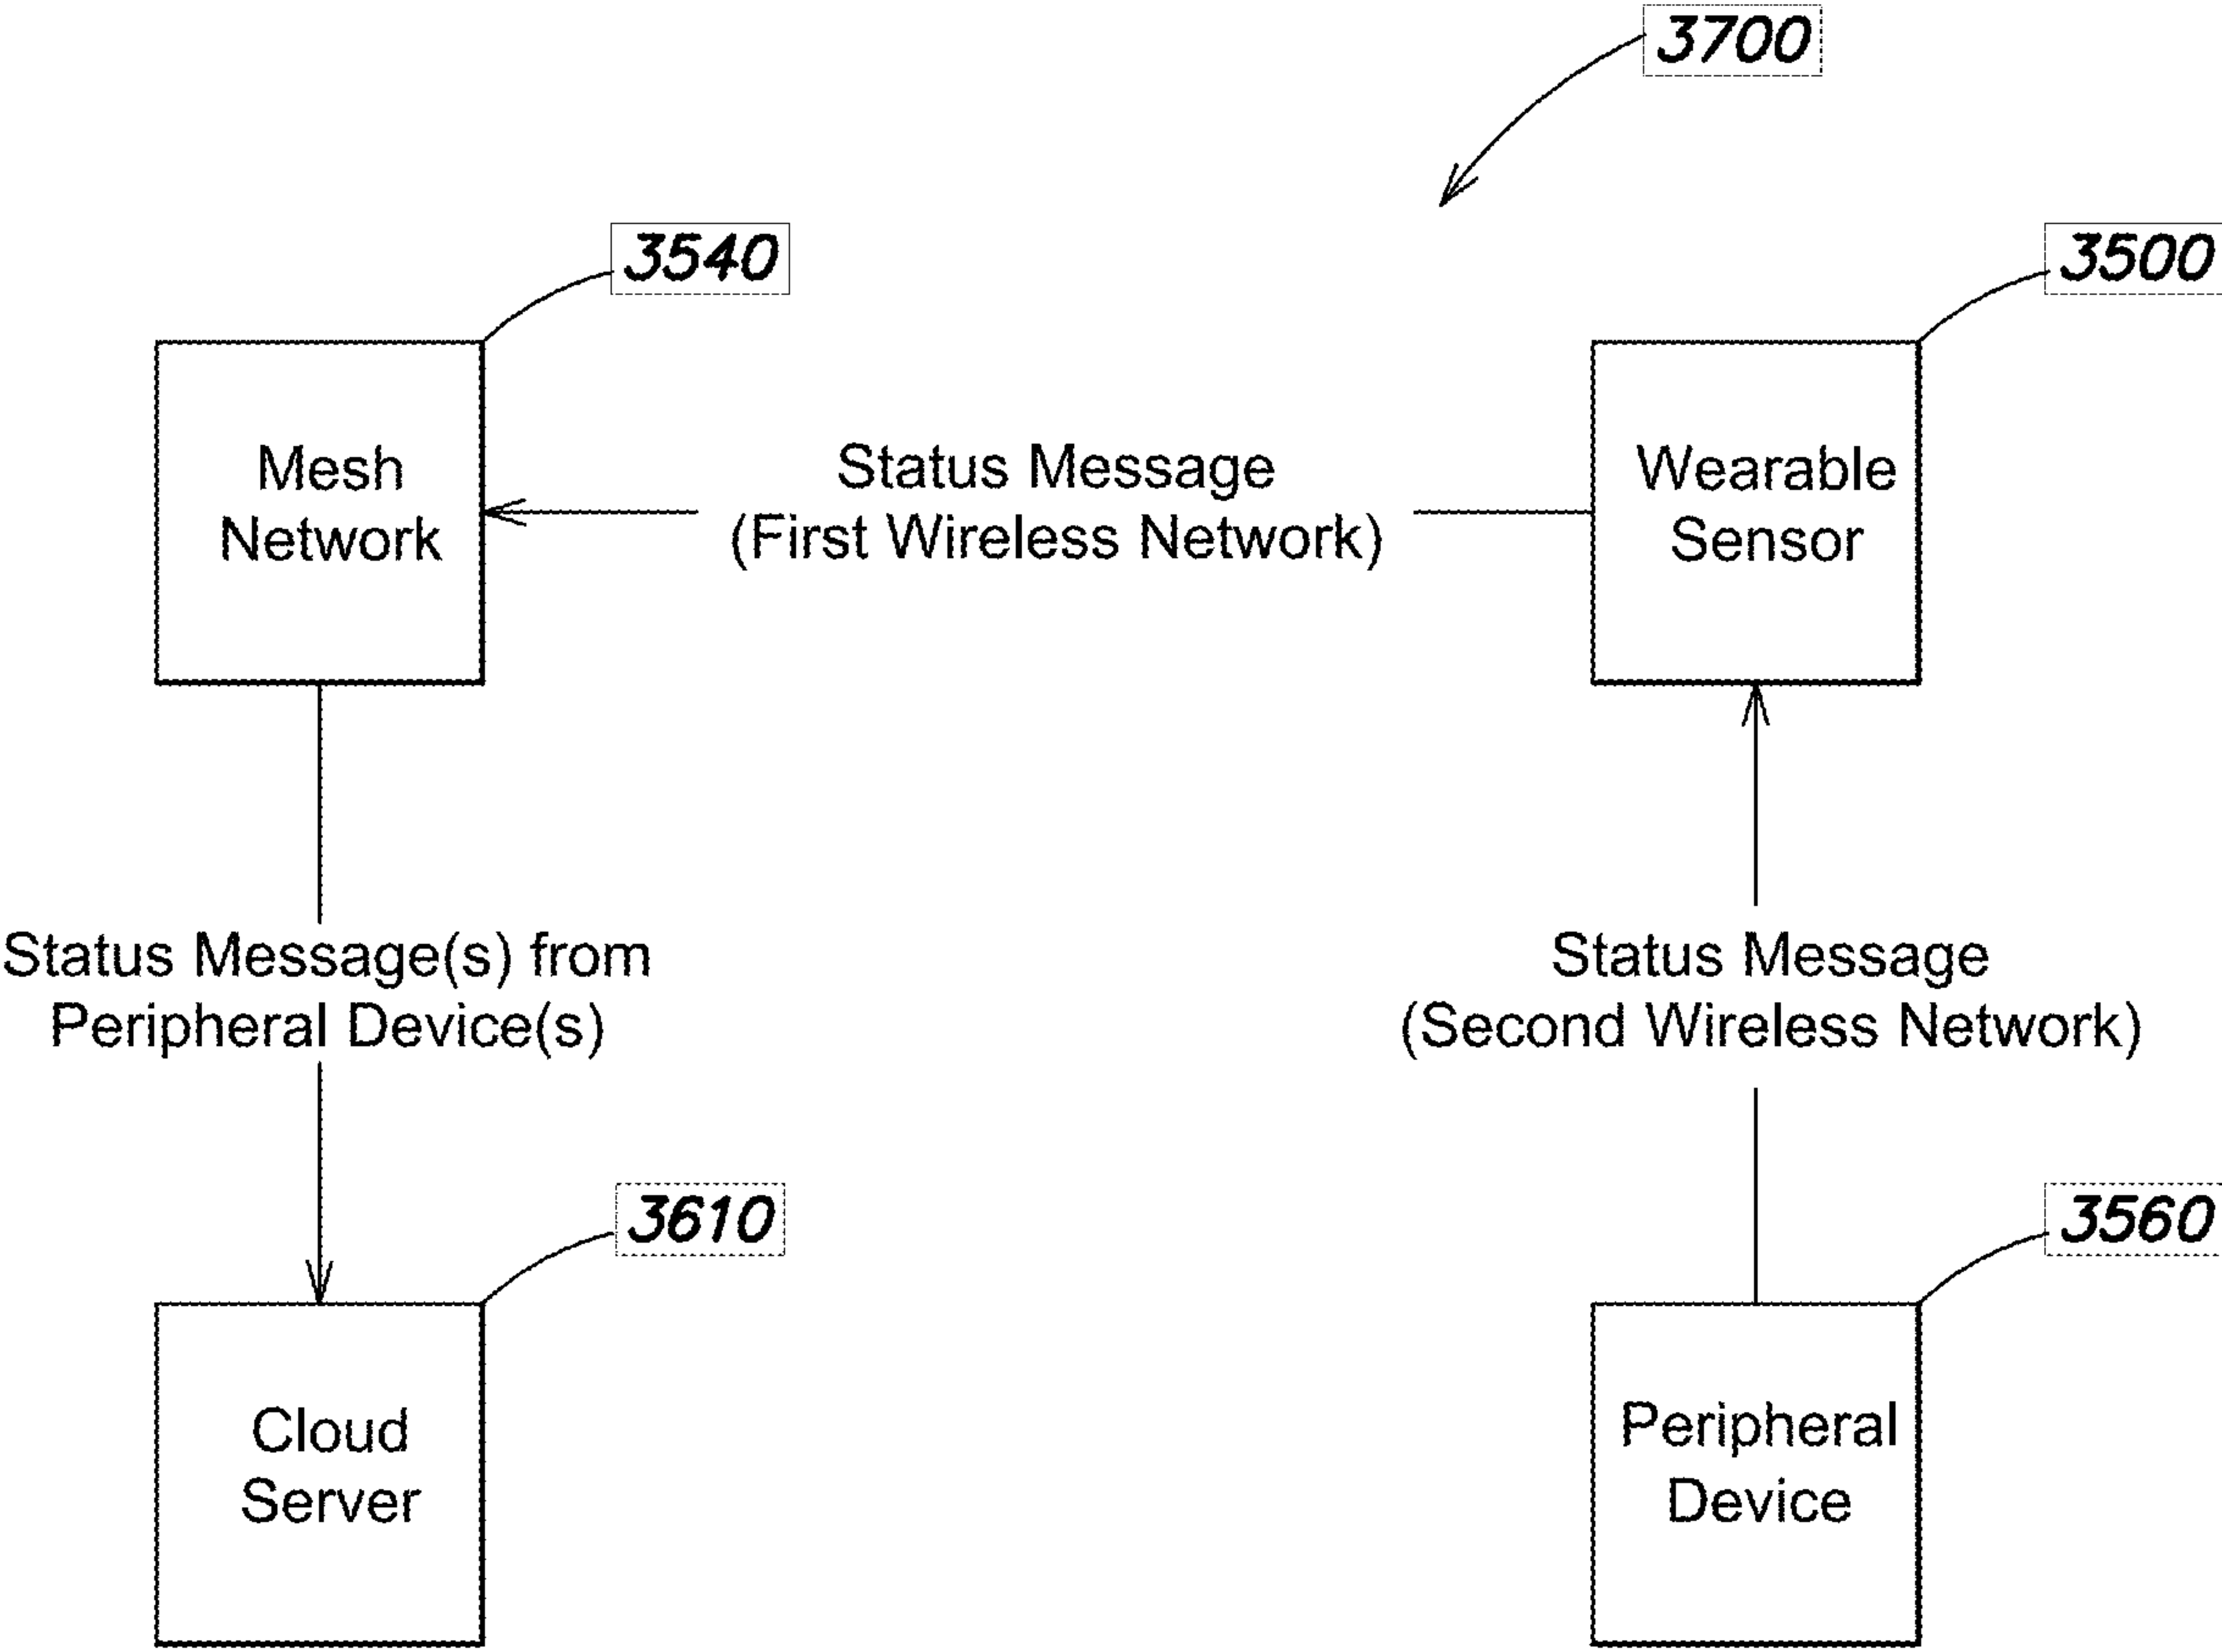 3700
3540
3500
Mesh
Network
Status Message
(First Wireless Network)
Wearable
Sensor
Status Message(s) from
Peripheral Device(s)
Status Message
(Second Wireless Network)
3610
3560
Cloud
Server
Peripheral
Device